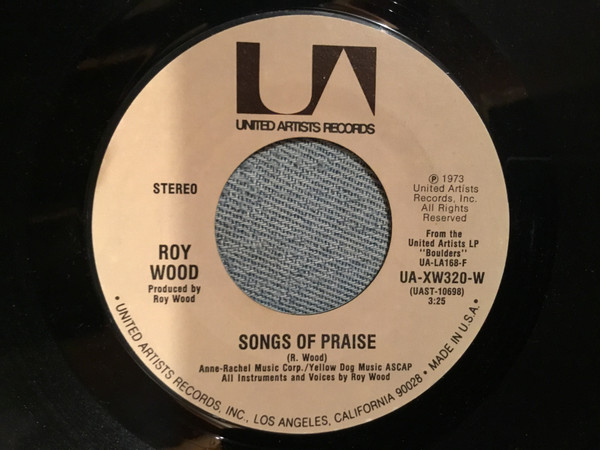 UA
UNITED ARTISTS RECORDS
STEREO
℗ 1973
United Artists
Records, Inc.
All Rights
Reserved
From the
United Artists LP
"Boulders"
UA-LA168-F
UA-XW320-W
(UAST-10698)
3:25
ROY
WOOD
Produced by
Roy Wood
SONGS OF PRAISE
(R. Wood)
Anne-Rachel Music Corp./Yellow Dog Music ASCAP
All Instruments and Voices by Roy Wood
• UNITED ARTISTS RECORDS, INC., LOS ANGELES, CALIFORNIA 90028 • MADE IN U.S.A. •